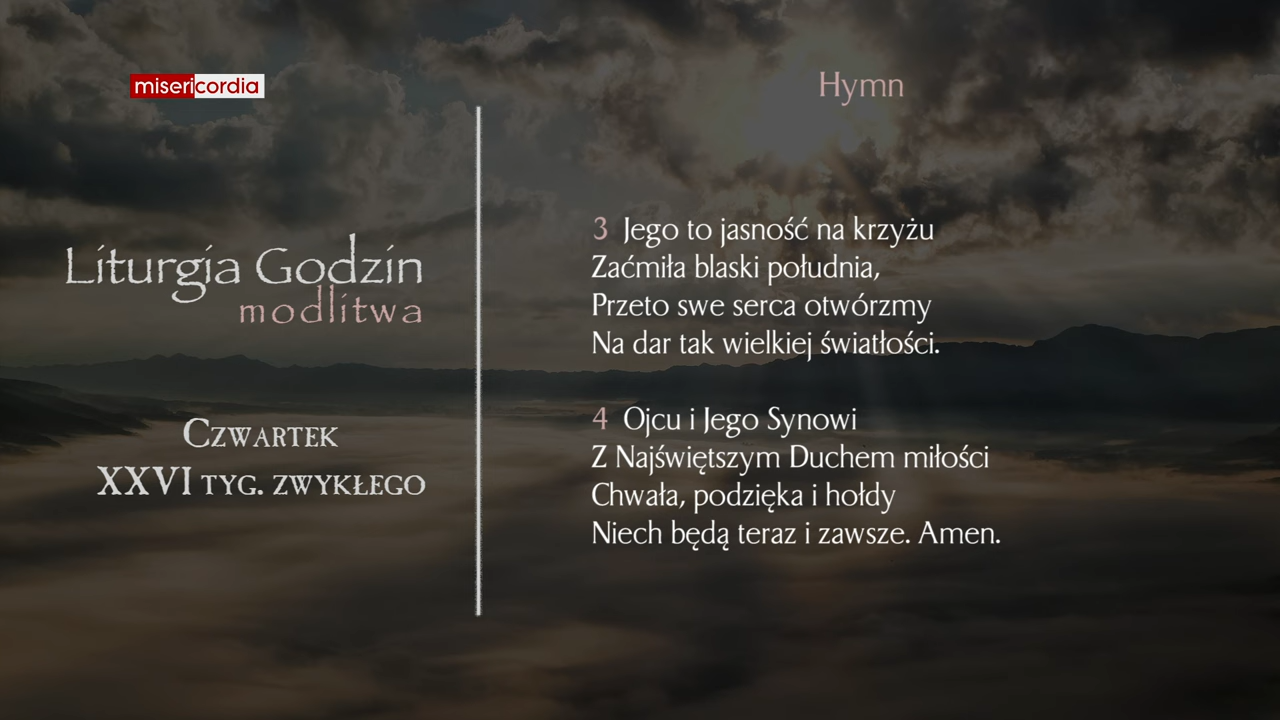 misericordia
Liturgia Godzin
modlitwa
Czwartek
XXVI tyg. zwykłego
Hymn
3 Jego to jasność na krzyżu
Zaćmiła blaski południa,
Przeto swe serca otwórzmy
Na dar tak wielkiej światłości.
4 Ojcu i Jego Synowi
Z Najświętszym Duchem miłości
Chwała, podzięka i hołdy
Niech będą teraz i zawsze. Amen.